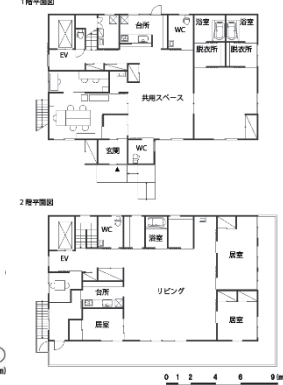 1階平面図
台所
WC
浴室
浴室
脱衣所
脱衣所
EV
共用スペース
玄関
WC
2階平面図
WC
浴室
EV
居室
リビング
台所
居室
居室
0 1 2 4 6 9(m)